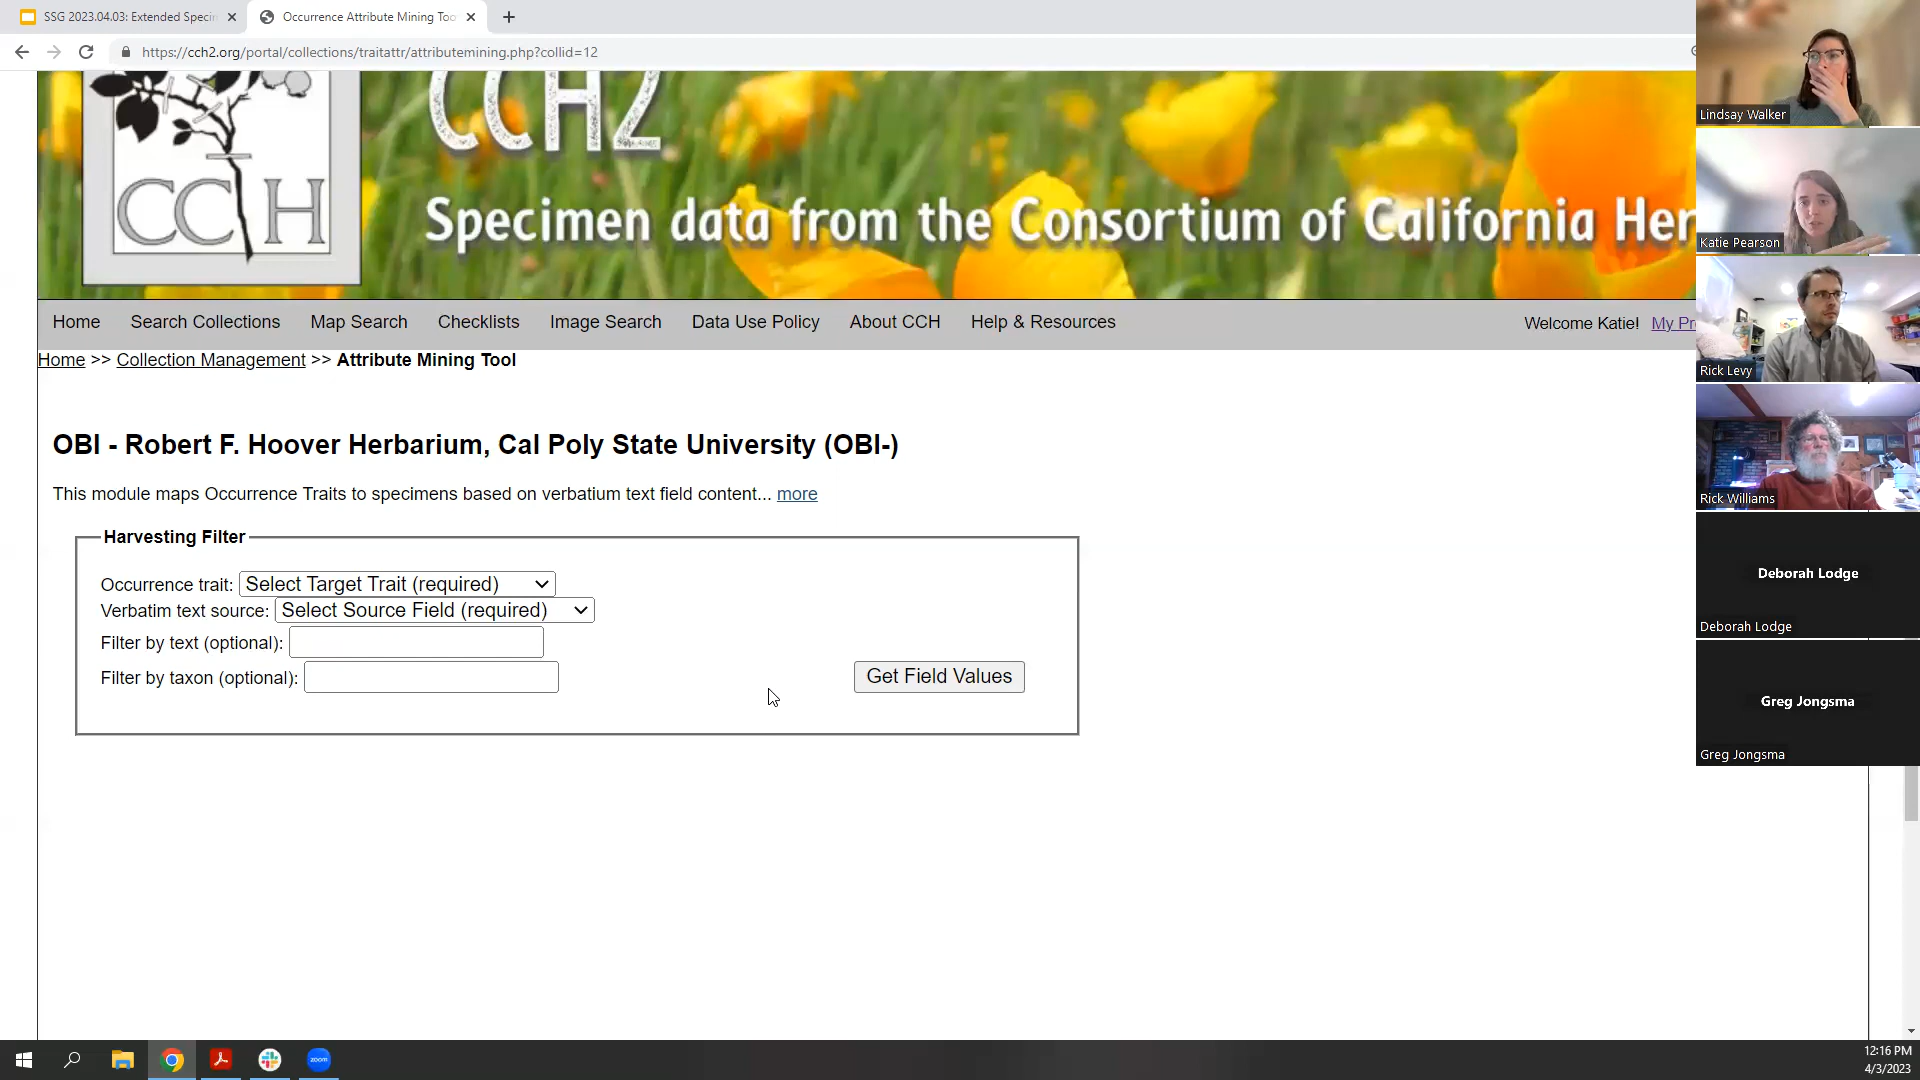 SSG 2023.04.03: Extended Speci
Occurrence Attribute Mining Too
https://cch2.org/portal/collections/traitattr/attributemining.php?collid=12
CCH
CCH2
Specimen data from the Consortium of California Her
Home
Search Collections
Map Search
Checklists
Image Search
Data Use Policy
About CCH
Help & Resources
Welcome Katie!
My Pr
Home >> Collection Management >> Attribute Mining Tool
OBI - Robert F. Hoover Herbarium, Cal Poly State University (OBI-)
This module maps Occurrence Traits to specimens based on verbatium text field content... more
Harvesting Filter
Occurrence trait: Select Target Trait (required)
Verbatim text source: Select Source Field (required)
Filter by text (optional):
Filter by taxon (optional):
Get Field Values
Lindsay Walker
Katie Pearson
Rick Levy
Rick Williams
Deborah Lodge
Deborah Lodge
Greg Jongsma
Greg Jongsma
zoom
12:16 PM
4/3/2023